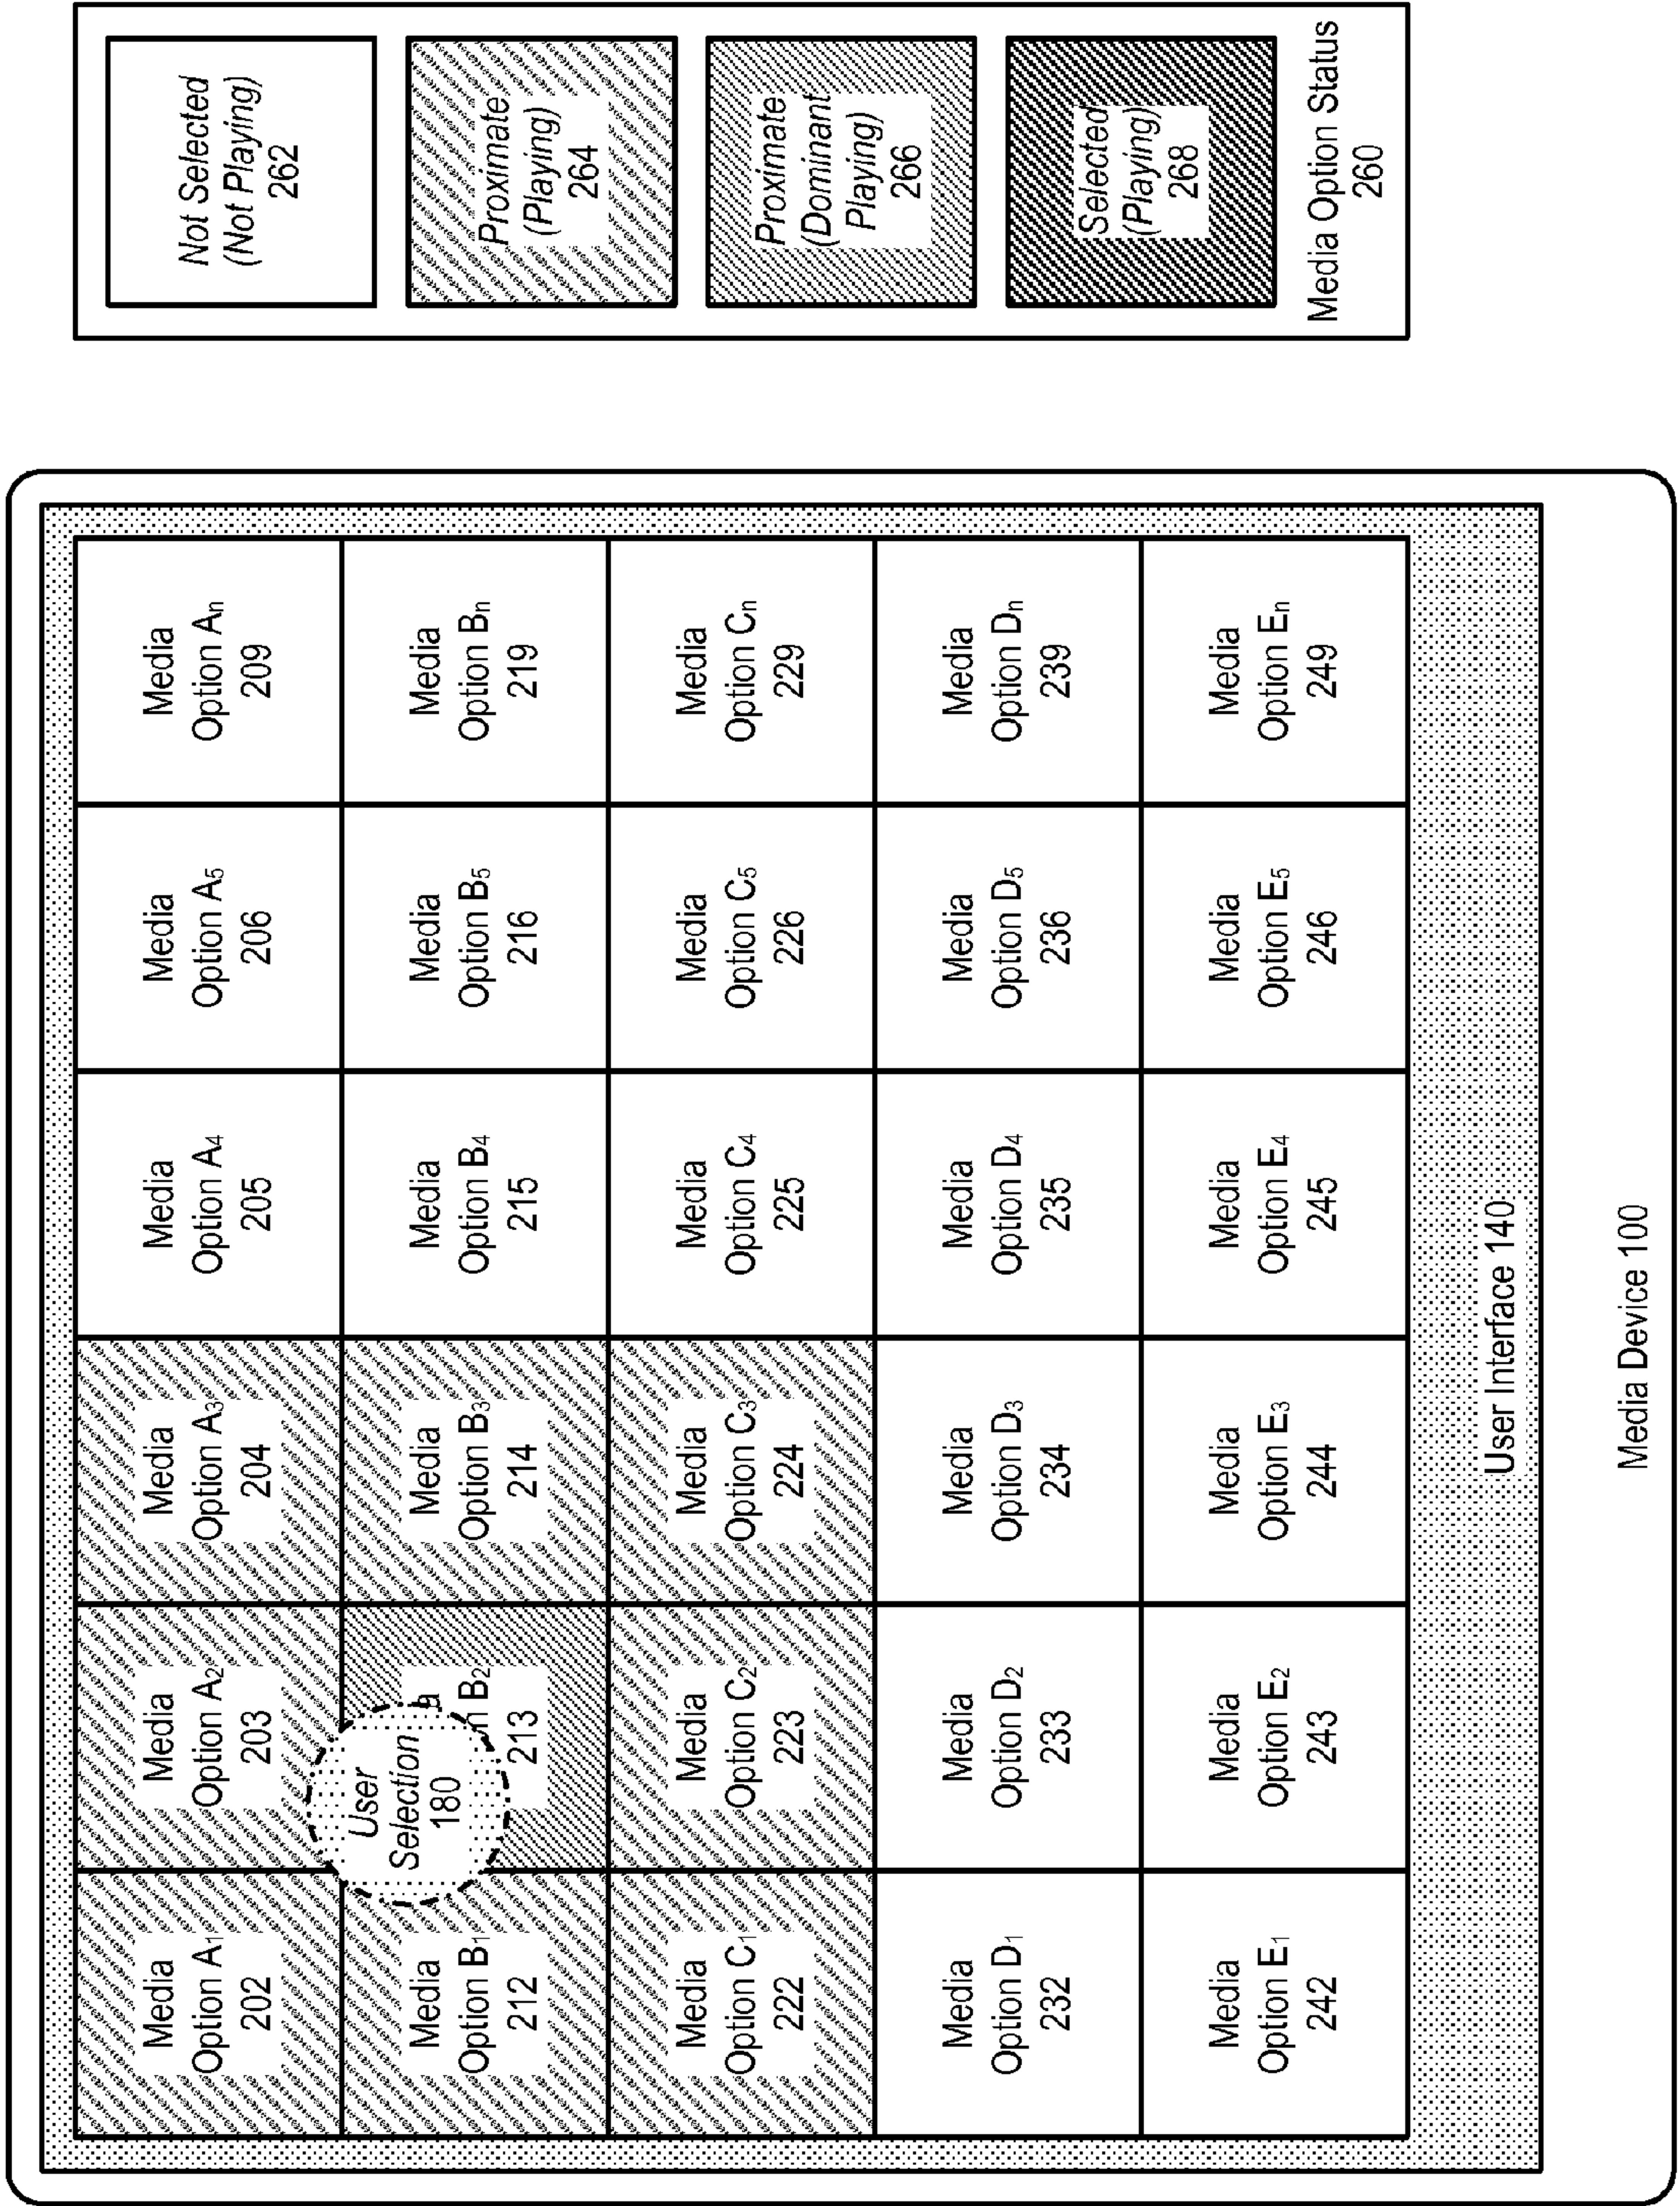 Media
Option A₁
202
Media
Option A₂
203
Media
Option A₃
204
Media
Option A₄
205
Media
Option A₅
206
Media
Option Aₙ
209
Media
Option B₁
212
User
Selection
180
a
n B₂
213
Media
Option B₃
214
Media
Option B₄
215
Media
Option B₅
216
Media
Option Bₙ
219
Media
Option C₁
222
Media
Option C₂
223
Media
Option C₃
224
Media
Option C₄
225
Media
Option C₅
226
Media
Option Cₙ
229
Media
Option D₁
232
Media
Option D₂
233
Media
Option D₃
234
Media
Option D₄
235
Media
Option D₅
236
Media
Option Dₙ
239
Media
Option E₁
242
Media
Option E₂
243
Media
Option E₃
244
Media
Option E₄
245
Media
Option E₅
246
Media
Option Eₙ
249
User Interface 140
Media Device 100
Not Selected
(Not Playing)
262
Proximate
(Playing)
264
Proximate
(Dominant
Playing)
266
Selected
(Playing)
268
Media Option Status
260